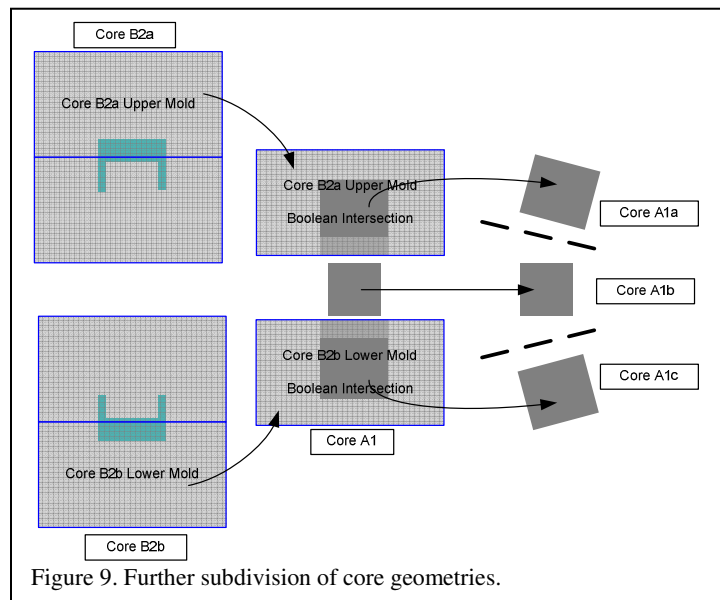 Core B2a
Core B2a Upper Mold
Core B2a Upper Mold
Boolean Intersection
Core A1a
Core A1b
Core B2b Lower Mold
Boolean Intersection
Core A1c
Core A1
Core B2b Lower Mold
Core B2b
Figure 9. Further subdivision of core geometries.